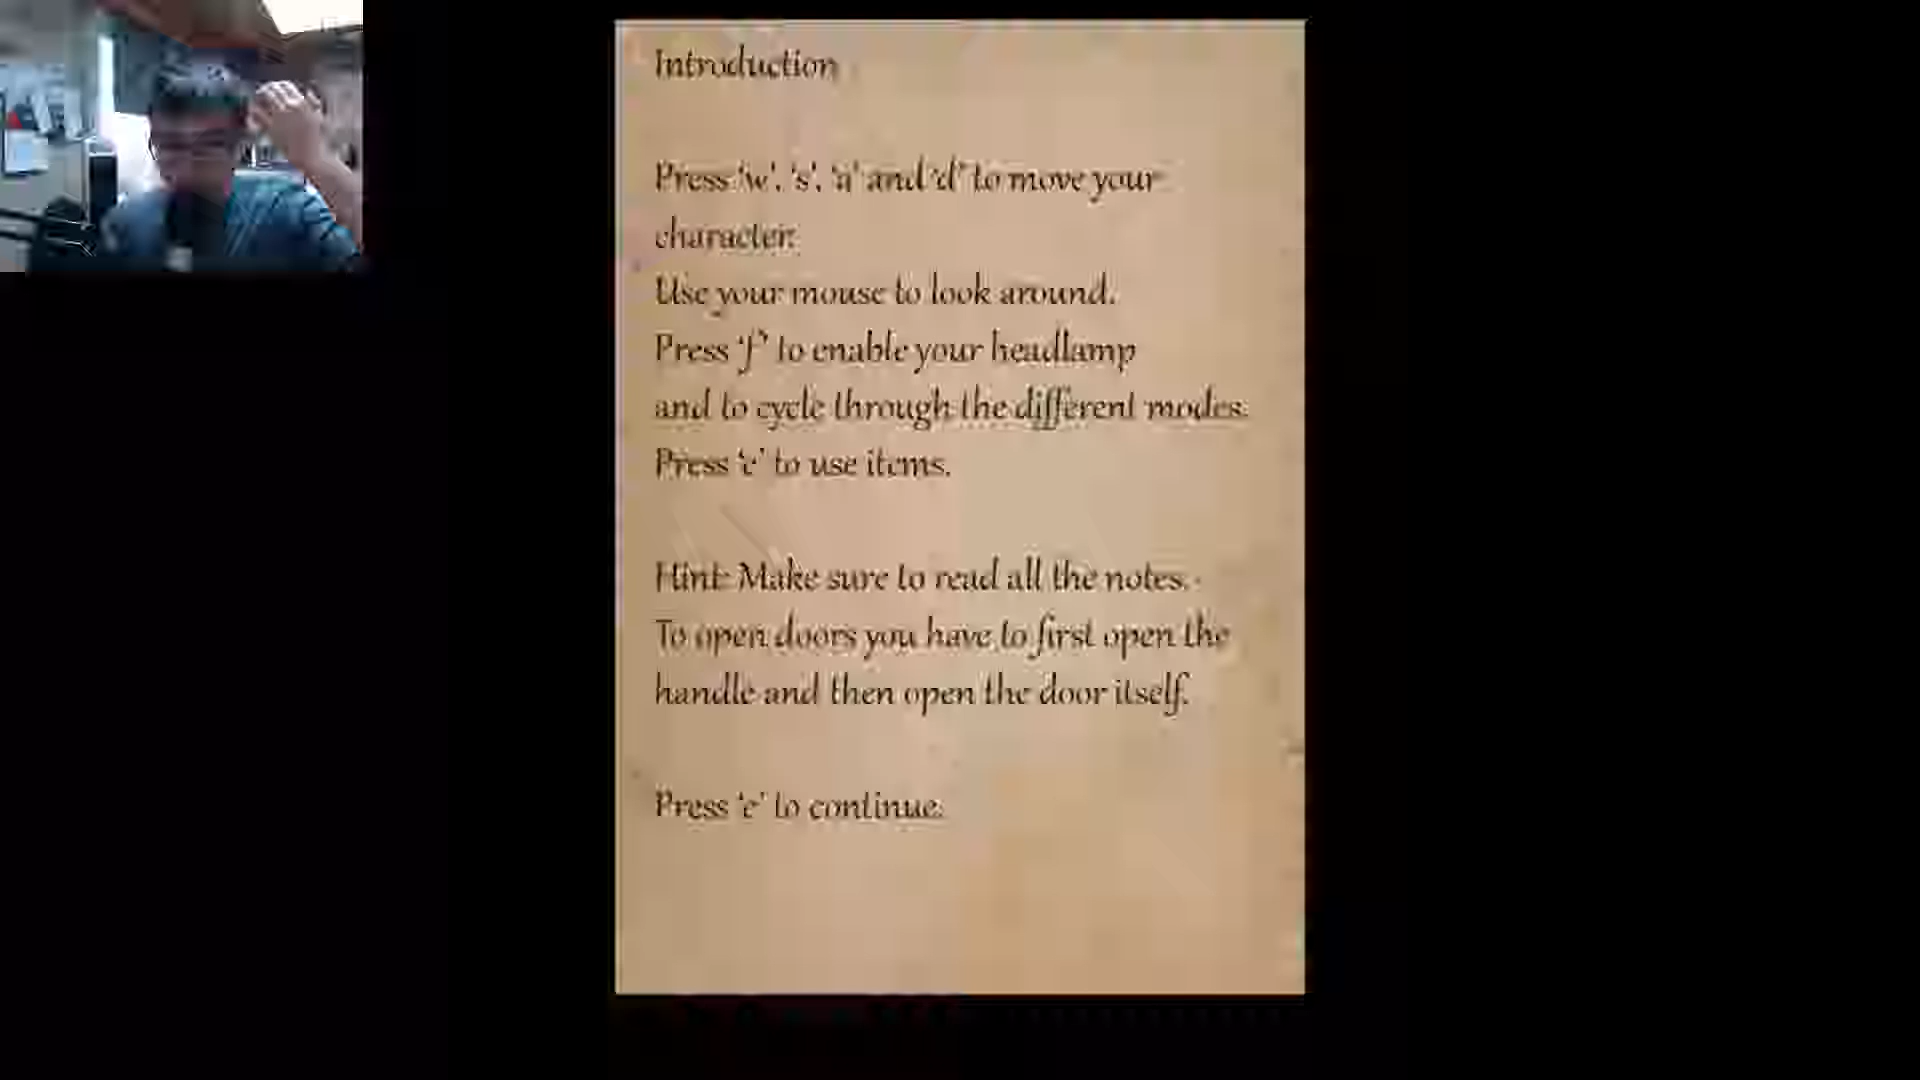 Introduction
Press 'w', 's', 'a' and 'd' to move your
character.
Use your mouse to look around.
Press 'f' to enable your headlamp
and to cycle through the different modes.
Press 'e' to use items.
Hint: Make sure to read all the notes.
To open doors you have to first open the
handle and then open the door itself.
Press 'e' to continue.